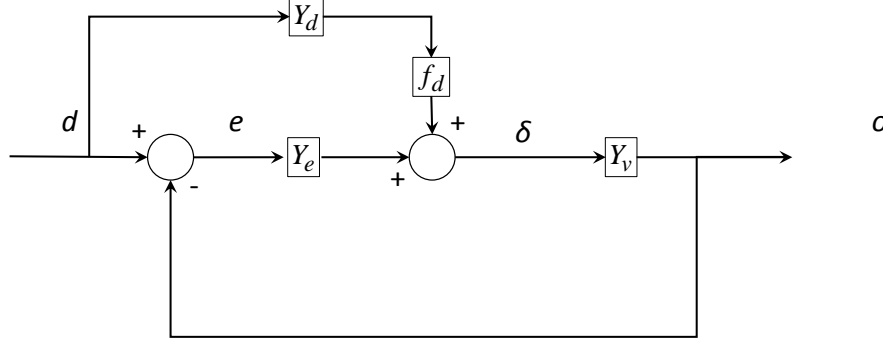 Y_d
f_d
d + e + δ o
Y_e Y_v
- +